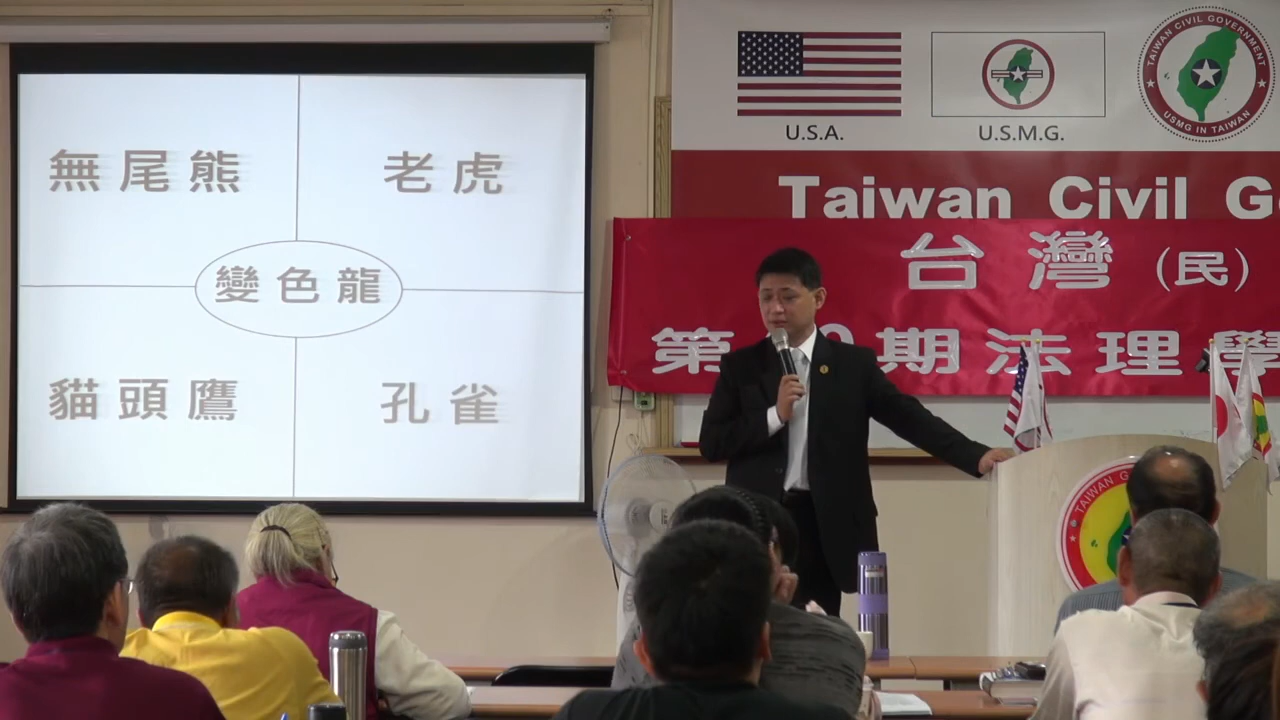 無尾熊
老虎
變色龍
貓頭鷹
孔雀
U.S.A.
U.S.M.G.
TAIWAN CIVIL GOVERNMENT
USMG IN TAIWAN
Taiwan Civil G
台灣(民)
第 期法理學
TAIWAN